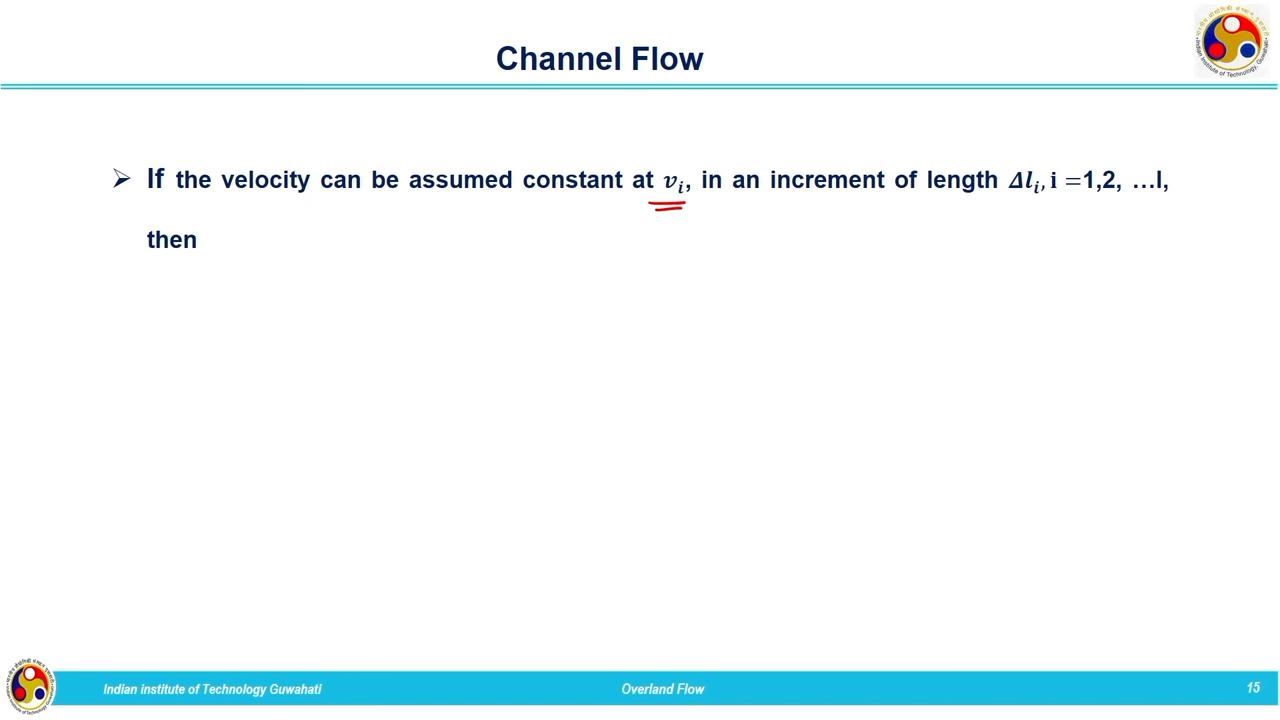 Channel Flow
➢ If the velocity can be assumed constant at 𝑣ᵢ, in an increment of length 𝛥𝑙ᵢ, i =1,2, …I,
then
Indian institute of Technology Guwahati
Overland Flow
15